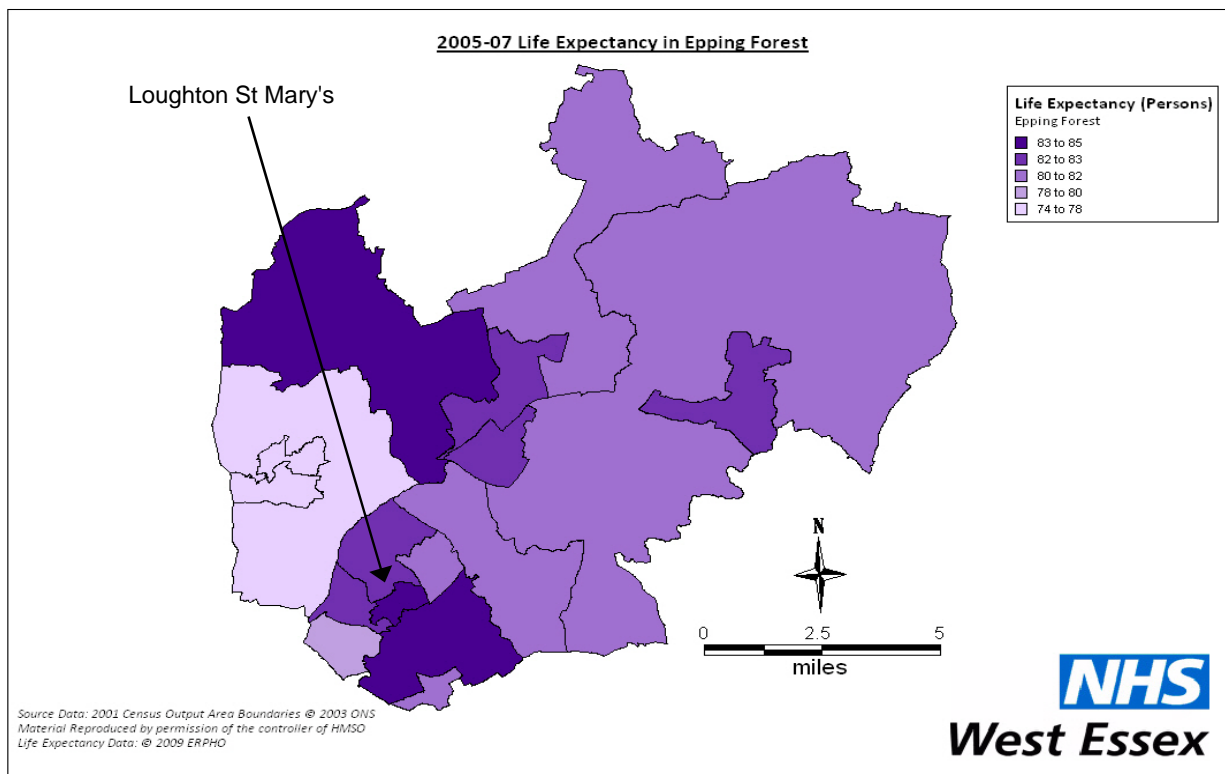 2005-07 Life Expectancy in Epping Forest
Loughton St Mary's
Life Expectancy (Persons)
Epping Forest
83 to 85
82 to 83
80 to 82
78 to 80
74 to 78
N
0 2.5 5
miles
Source Data: 2001 Census Output Area Boundaries © 2003 ONS
Material Reproduced by permission of the controller of HMSO
Life Expectancy Data: © 2009 ERPHO
NHS
West Essex